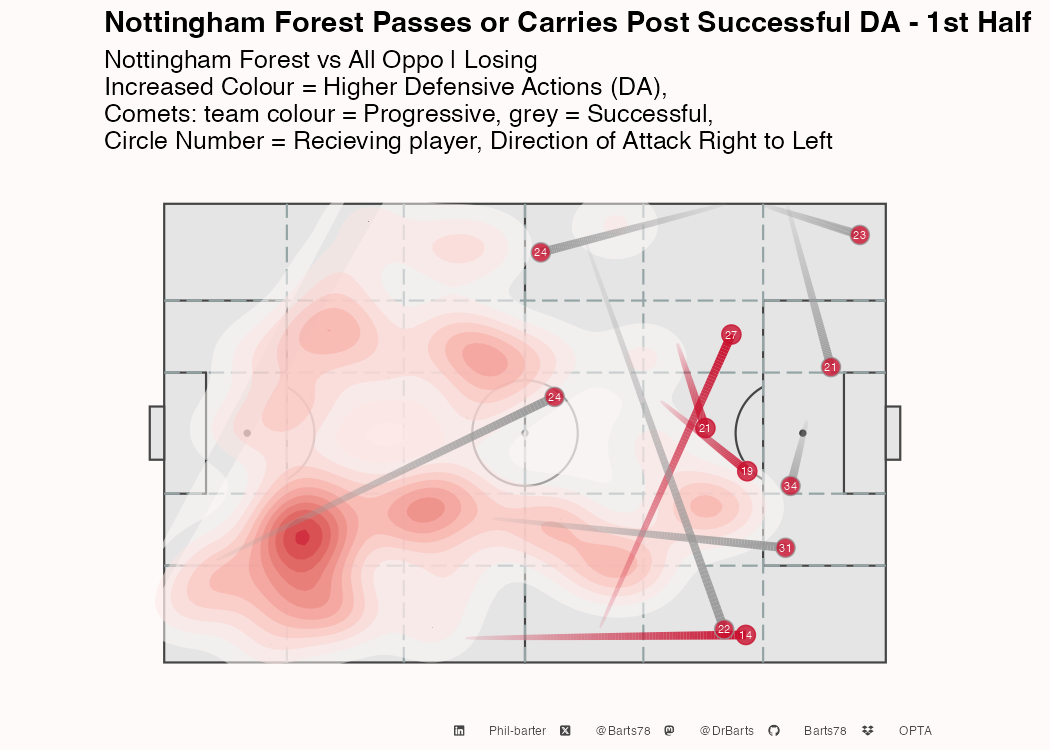 Nottingham Forest Passes or Carries Post Successful DA - 1st Half
Nottingham Forest vs All Oppo | Losing
Increased Colour = Higher Defensive Actions (DA),
Comets: team colour = Progressive, grey = Successful,
Circle Number = Recieving player, Direction of Attack Right to Left
23
24
27
21
24
21
19
34
31
22
14
Phil-barter @Barts78 @DrBarts Barts78 OPTA